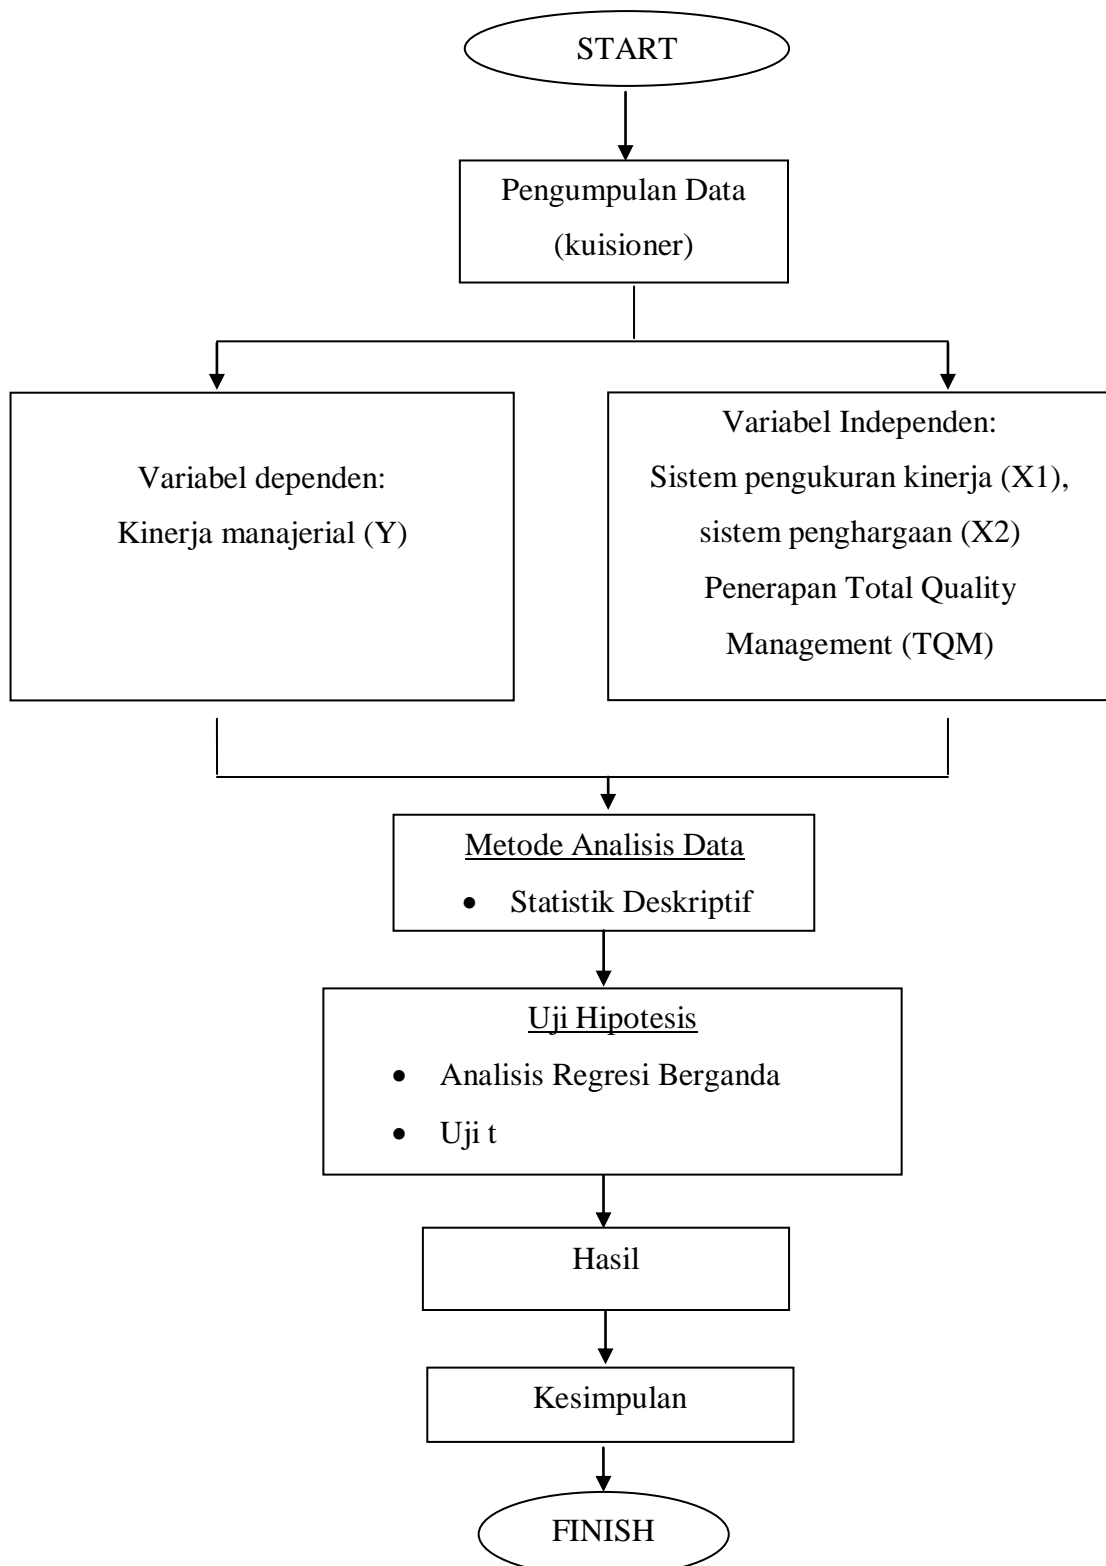 START
Pengumpulan Data
(kuisioner)
Variabel dependen:
Kinerja manajerial (Y)
Variabel Independen:
Sistem pengukuran kinerja (X1),
sistem penghargaan (X2)
Penerapan Total Quality
Management (TQM)
Metode Analisis Data
• Statistik Deskriptif
Uji Hipotesis
• Analisis Regresi Berganda
• Uji t
Hasil
Kesimpulan
FINISH